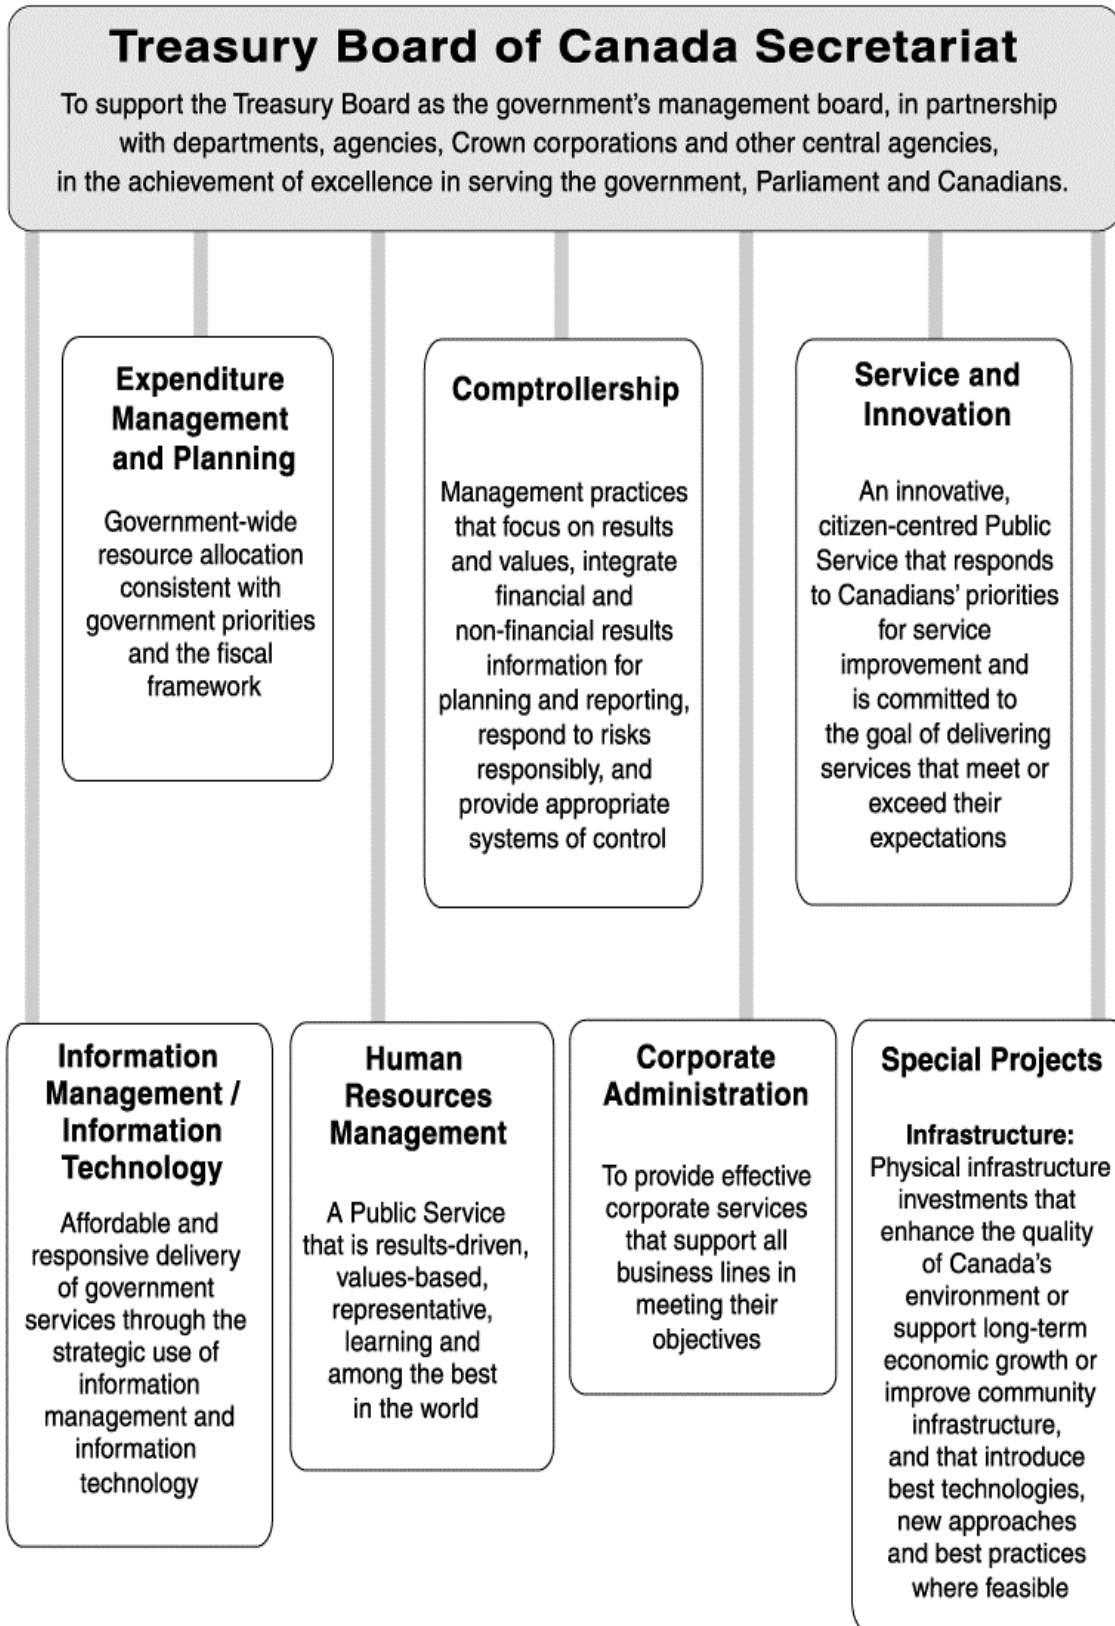 Treasury Board of Canada Secretariat
To support the Treasury Board as the government's management board, in partnership
with departments, agencies, Crown corporations and other central agencies,
in the achievement of excellence in serving the government, Parliament and Canadians.
Expenditure
Management
and Planning
Government-wide
resource allocation
consistent with
government priorities
and the fiscal
framework
Comptrollership
Management practices
that focus on results
and values, integrate
financial and
non-financial results
information for
planning and reporting,
respond to risks
responsibly, and
provide appropriate
systems of control
Service and
Innovation
An innovative,
citizen-centred Public
Service that responds
to Canadians' priorities
for service
improvement and
is committed to
the goal of delivering
services that meet or
exceed their
expectations
Information
Management /
Information
Technology
Affordable and
responsive delivery
of government
services through the
strategic use of
information
management and
information
technology
Human
Resources
Management
A Public Service
that is results-driven,
values-based,
representative,
learning and
among the best
in the world
Corporate
Administration
To provide effective
corporate services
that support all
business lines in
meeting their
objectives
Special Projects
Infrastructure:
Physical infrastructure
investments that
enhance the quality
of Canada's
environment or
support long-term
economic growth or
improve community
infrastructure,
and that introduce
best technologies,
new approaches
and best practices
where feasible